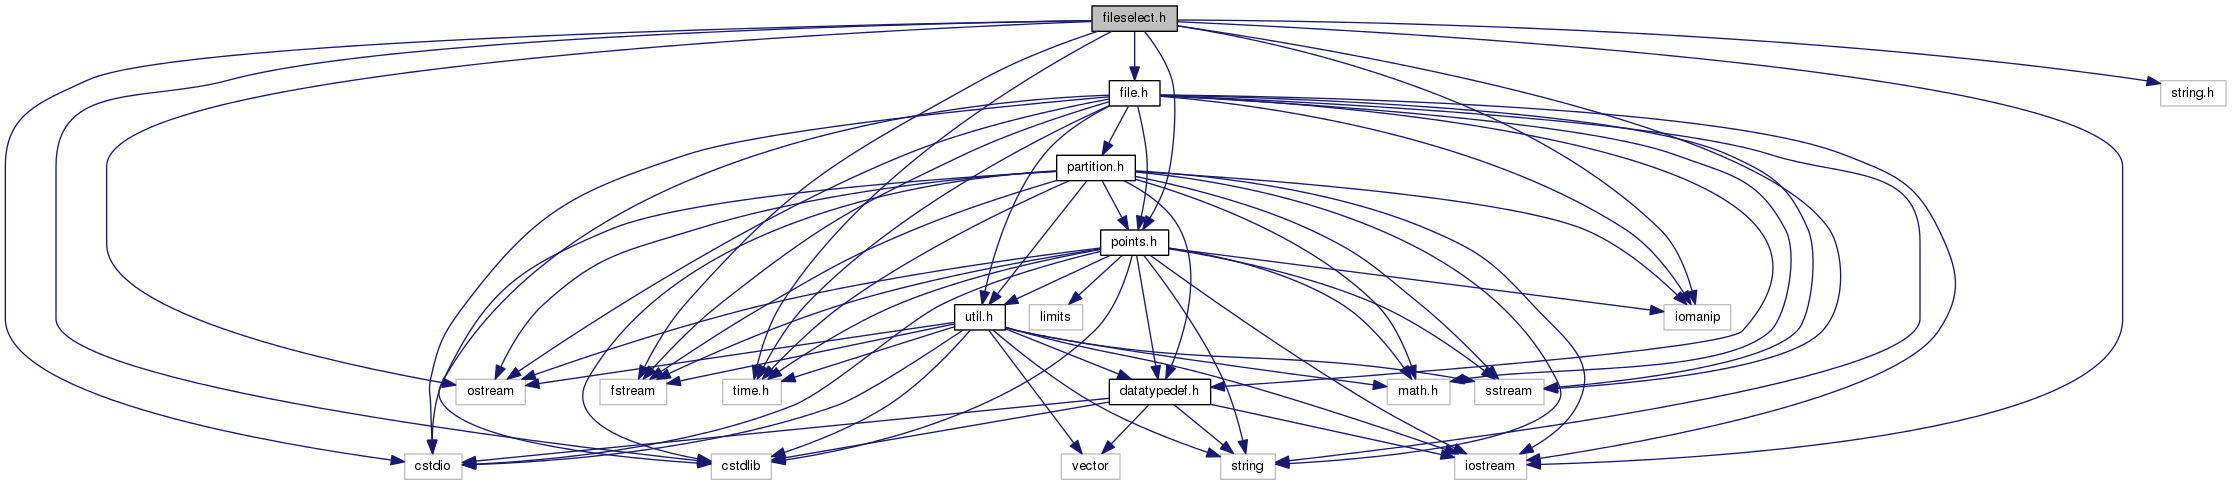 fileselect.h
file.h
string.h
partition.h
points.h
util.h
limits
iomanip
ostream
fstream
time.h
datatypedef.h
math.h
sstream
cstdio
cstdlib
vector
string
iostream